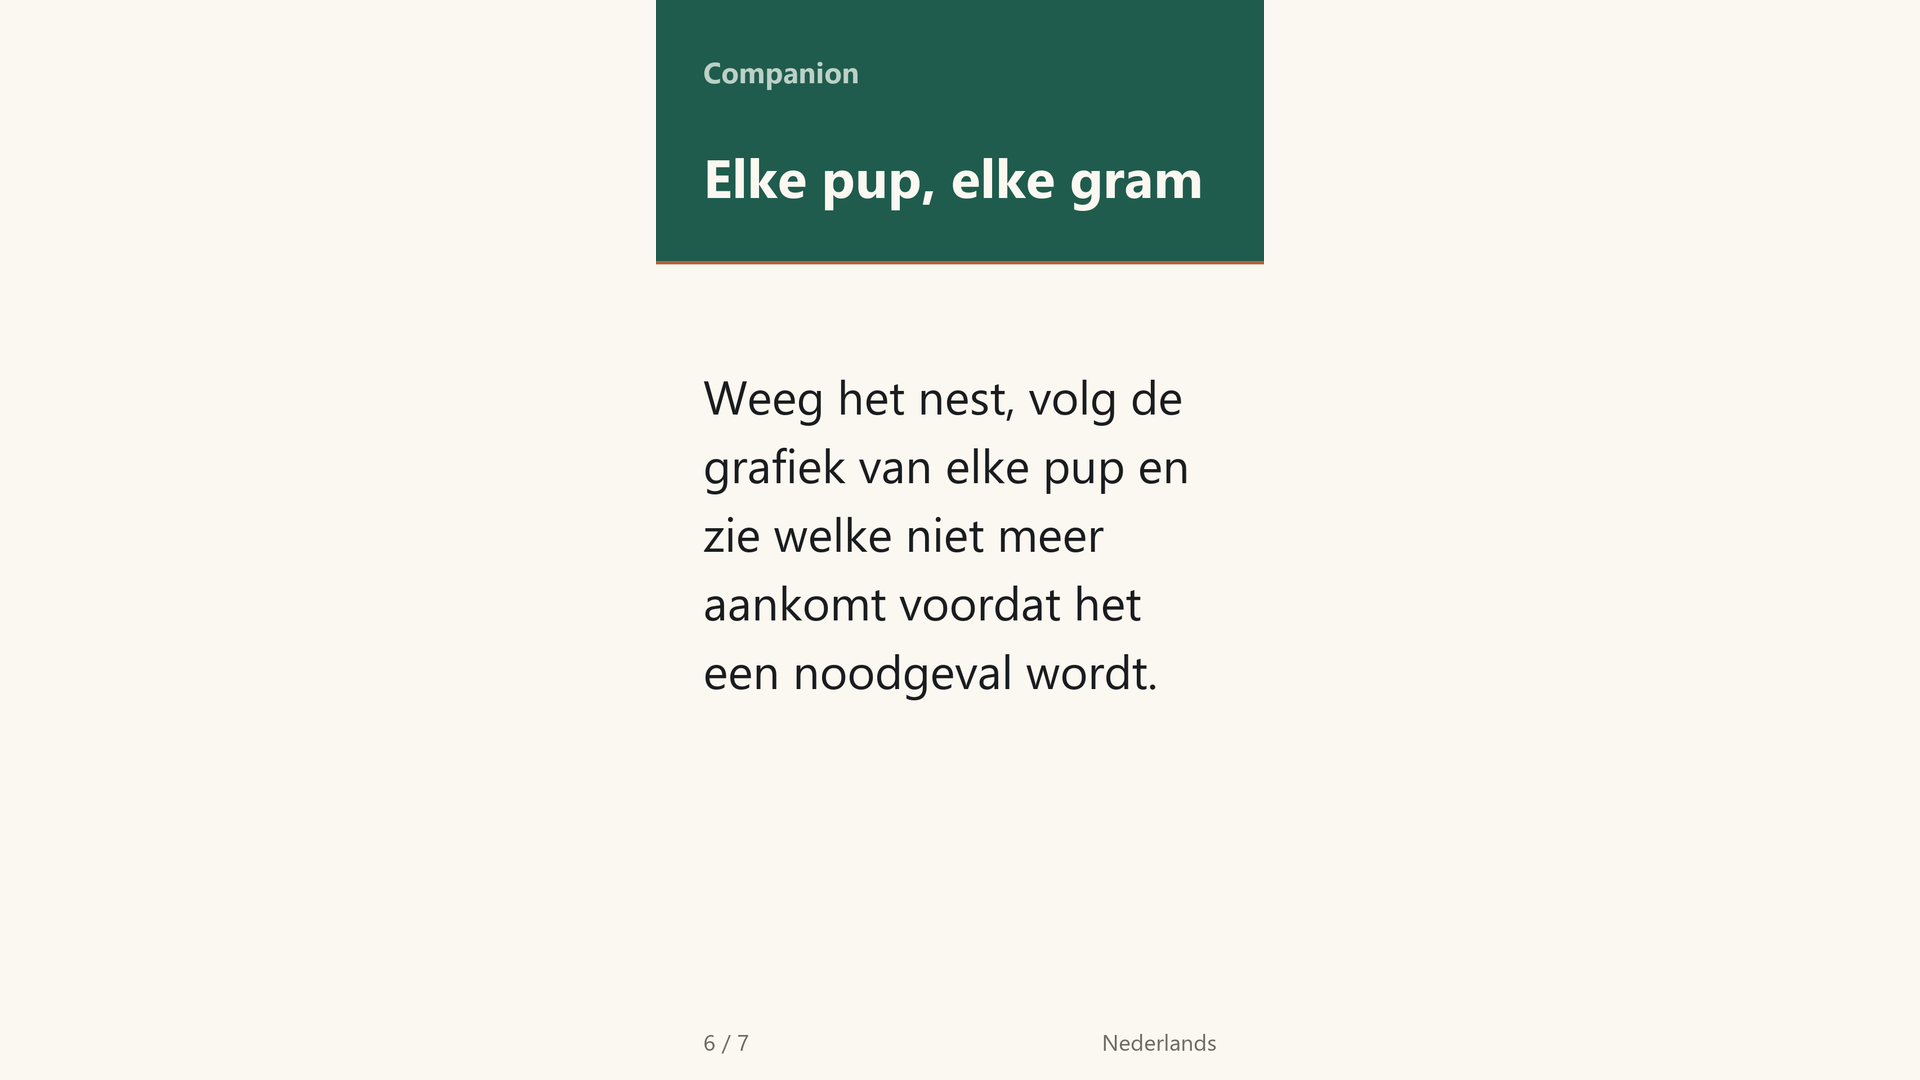 Companion
Elke pup, elke gram
Weeg het nest, volg de
grafiek van elke pup en
zie welke niet meer
aankomt voordat het
een noodgeval wordt.
6 / 7
Nederlands